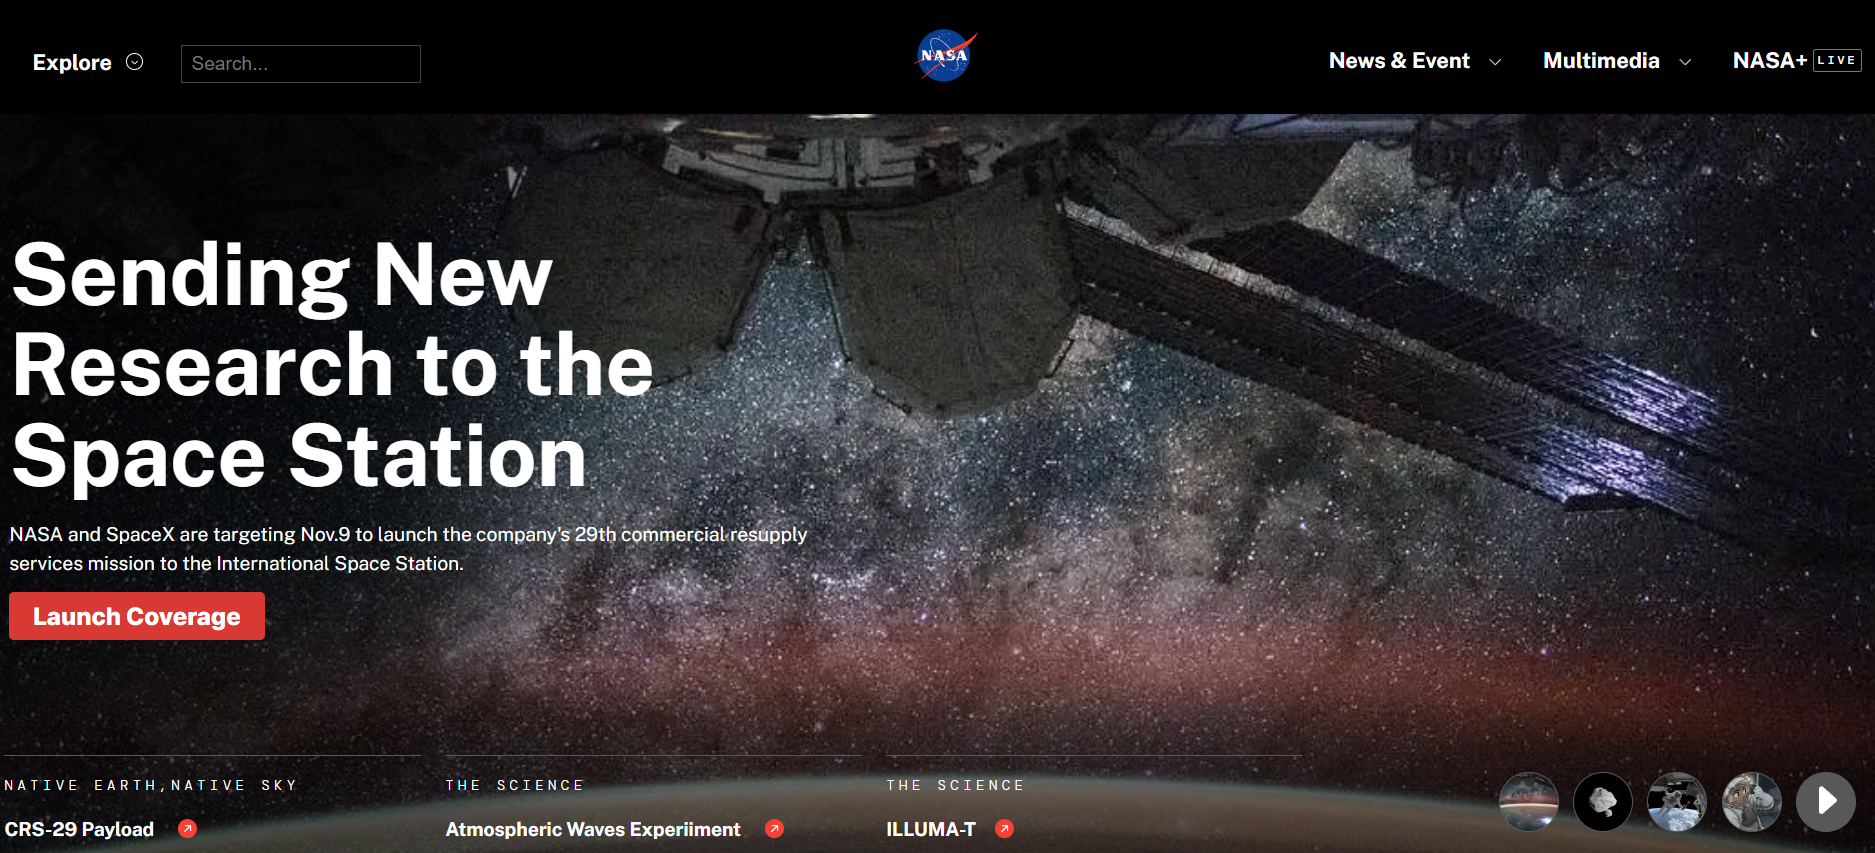 Explore
Search...
NASA
News & Event
Multimedia
NASA+ LIVE
Sending New
Research to the
Space Station
NASA and SpaceX are targeting Nov.9 to launch the company's 29th commercial resupply
services mission to the International Space Station.
Launch Coverage
NATIVE EARTH,NATIVE SKY
CRS-29 Payload
THE SCIENCE
Atmospheric Waves Experiiment
THE SCIENCE
ILLUMA-T